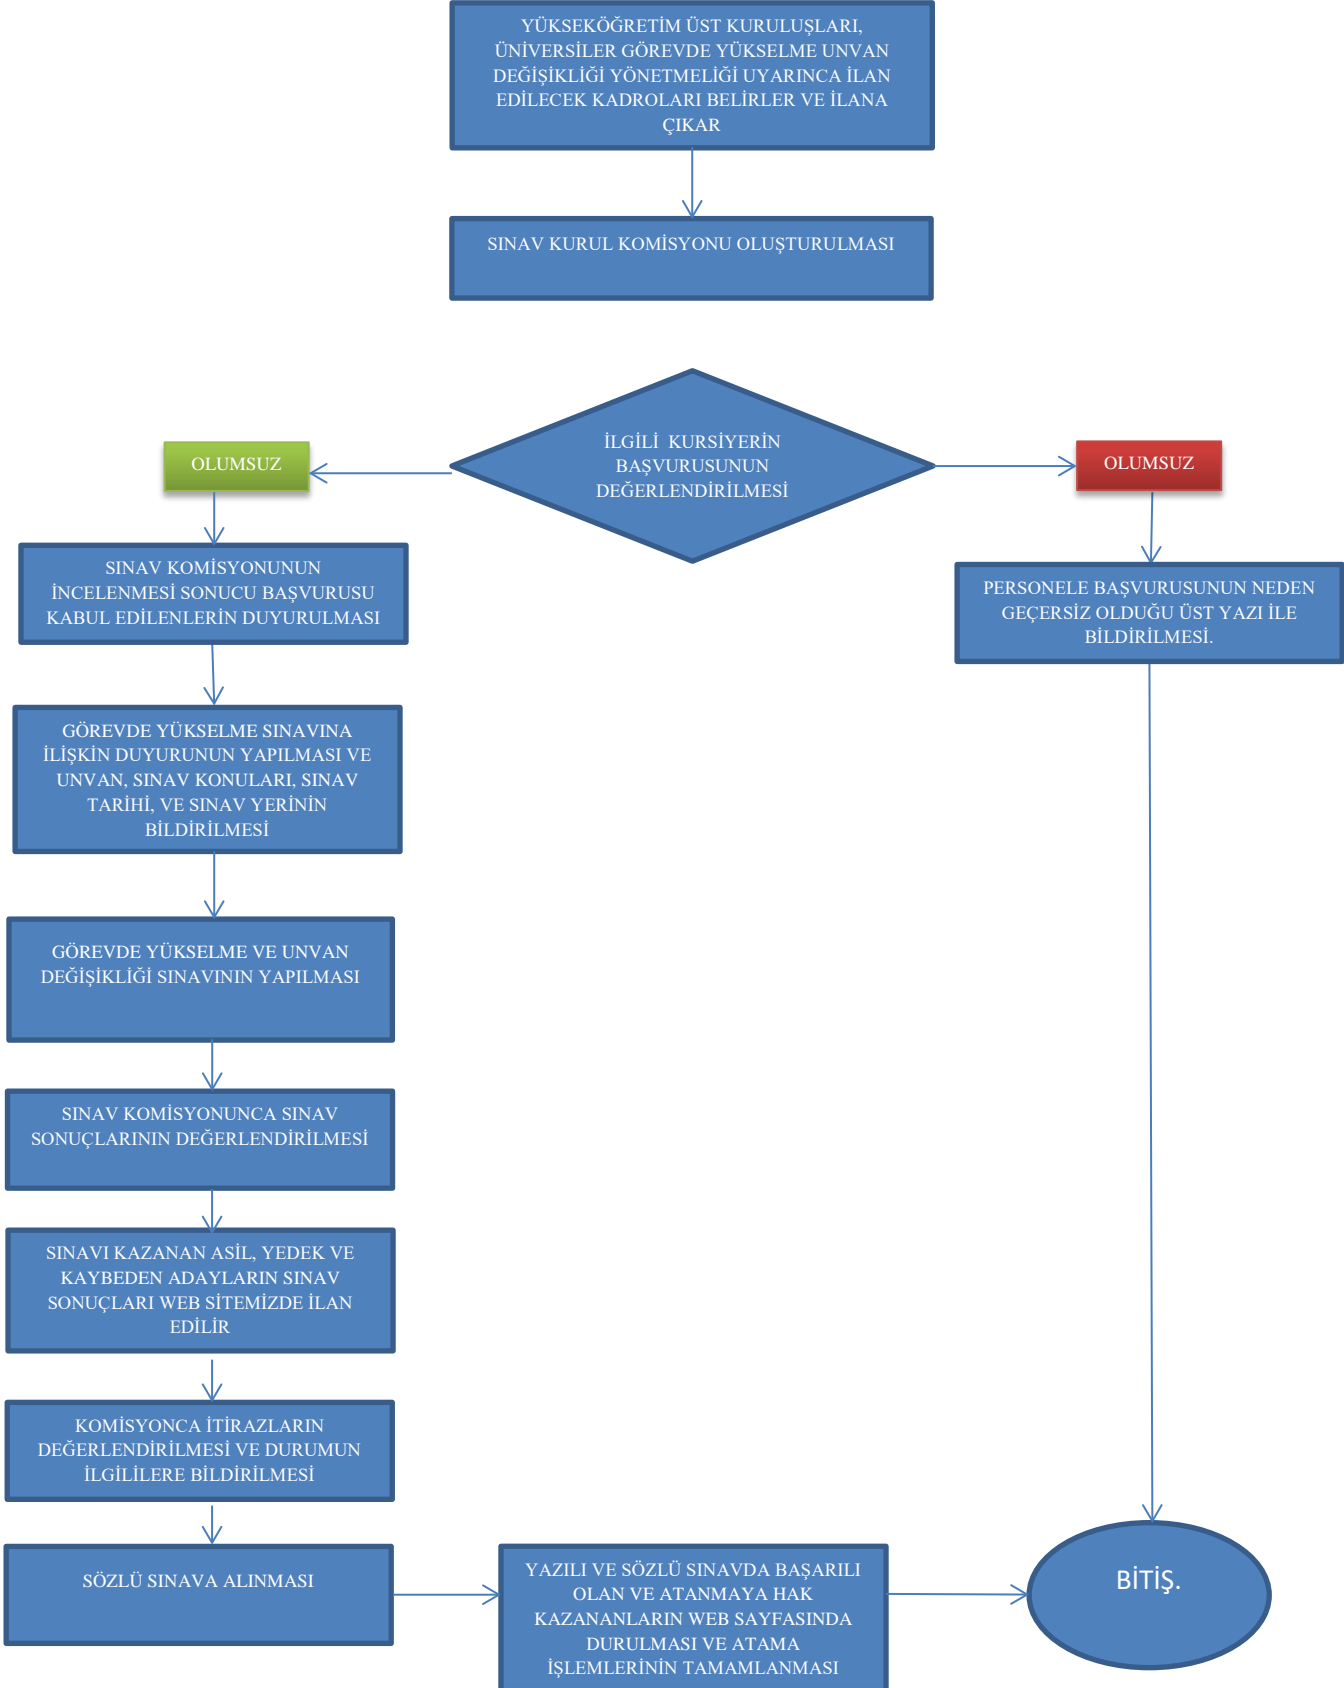 YÜKSEKÖĞRETİM ÜST KURULUŞLARI,
ÜNİVERSİLER GÖREVDE YÜKSELME UNVAN
DEĞİŞİKLİĞİ YÖNETMELİĞİ UYARINCA İLAN
EDİLECEK KADROLARI BELİRLER VE İLANA
ÇIKAR
SINAV KURUL KOMİSYONU OLUŞTURULMASI
İLGİLİ KURSİYERİN
BAŞVURUSUNUN
DEĞERLENDİRİLMESİ
OLUMSUZ
OLUMSUZ
SINAV KOMİSYONUNUN
İNCELENMESİ SONUCU BAŞVURUSU
KABUL EDİLENLERİN DUYURULMASI
PERSONELE BAŞVURUSUNUN NEDEN
GEÇERSİZ OLDUĞU ÜST YAZI İLE
BİLDİRİLMESİ.
GÖREVDE YÜKSELME SINAVINA
İLİŞKİN DUYURUNUN YAPILMASI VE
UNVAN, SINAV KONULARI, SINAV
TARİHİ, VE SINAV YERİNİN
BİLDİRİLMESİ
GÖREVDE YÜKSELME VE UNVAN
DEĞİŞİKLİĞİ SINAVININ YAPILMASI
SINAV KOMİSYONUNCA SINAV
SONUÇLARININ DEĞERLENDİRİLMESİ
SINAVI KAZANAN ASİL, YEDEK VE
KAYBEDEN ADAYLARIN SINAV
SONUÇLARI WEB SİTEMİZDE İLAN
EDİLİR
KOMİSYONCA İTİRAZLARIN
DEĞERLENDİRİLMESİ VE DURUMUN
İLGİLİLERE BİLDİRİLMESİ
SÖZLÜ SINAVA ALINMASI
YAZILI VE SÖZLÜ SINAVDA BAŞARILI
OLAN VE ATANMAYA HAK
KAZANANLARIN WEB SAYFASINDA
DURULMASI VE ATAMA
İŞLEMLERİNİN TAMAMLANMASI
BİTİŞ.